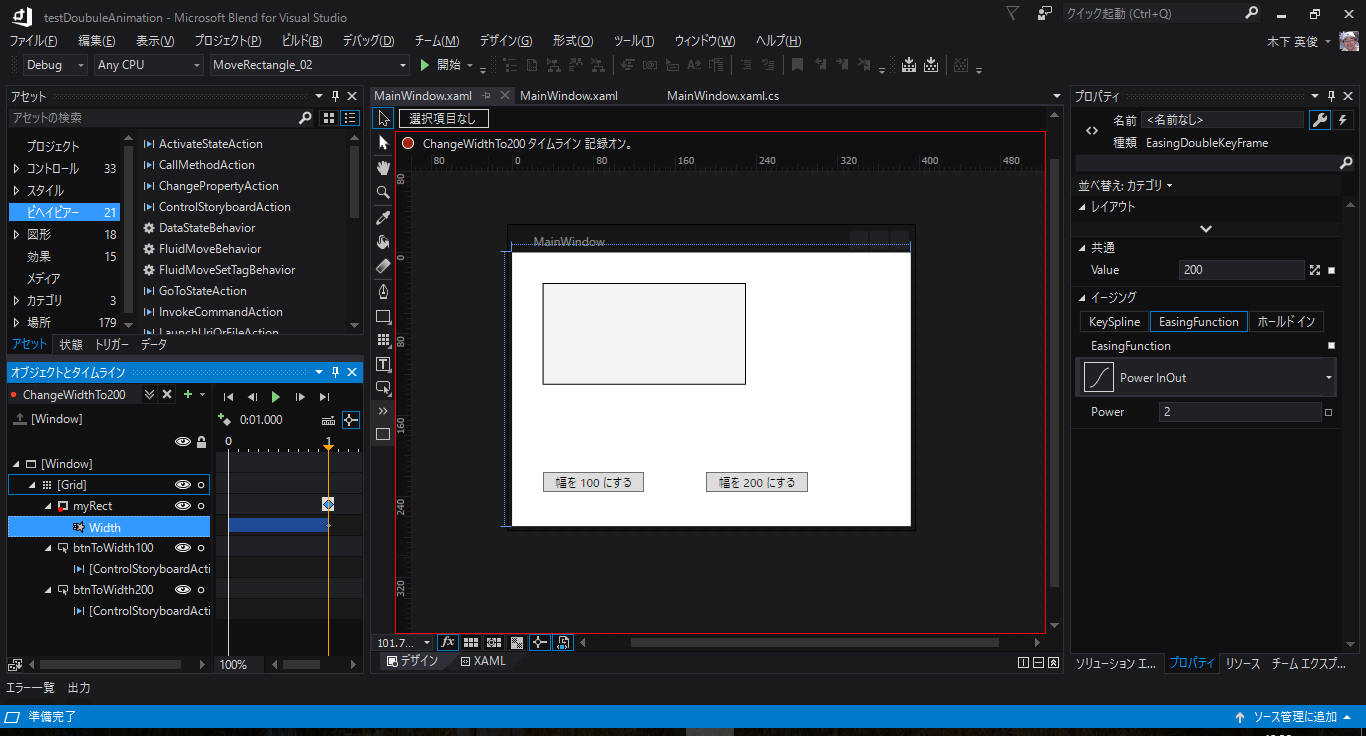 testDoubuleAnimation - Microsoft Blend for Visual Studio
クイック起動 (Ctrl+Q)
ファイル(F) 編集(E) 表示(V) プロジェクト(P) ビルド(B) デバッグ(D) チーム(M) デザイン(G) 形式(O) ツール(T) ウィンドウ(W) ヘルプ(H)
木下 英俊
Debug Any CPU MoveRectangle_02 開始
アセット
アセットの検索
プロジェクト
コントロール 33
スタイル
ビヘイビアー 21
図形 18
効果 15
メディア
カテゴリ 3
場所 179
ActivateStateAction
CallMethodAction
ChangePropertyAction
ControlStoryboardAction
DataStateBehavior
FluidMoveBehavior
FluidMoveSetTagBehavior
GoToStateAction
InvokeCommandAction
LaunchUriOrFileAction
アセット 状態 トリガー データ
オブジェクトとタイムライン
ChangeWidthTo200
[Window]
0:01.000
0 1
[Window]
[Grid]
myRect
Width
btnToWidth100
[ControlStoryboardActi
btnToWidth200
[ControlStoryboardActi
100%
MainWindow.xaml MainWindow.xaml MainWindow.xaml.cs
選択項目なし
ChangeWidthTo200 タイムライン 記録オン。
80 0 80 160 240 320 400 480
80
0
80
160
240
320
MainWindow
幅を 100 にする 幅を 200 にする
101.7...
fx
デザイン XAML
プロパティ
名前 <名前なし>
種類 EasingDoubleKeyFrame
並べ替え: カテゴリ
レイアウト
共通
Value 200
イージング
KeySpline EasingFunction ホールドイン
EasingFunction
Power InOut
Power 2
ソリューション エ... プロパティ リソース チーム エクスプ...
エラー一覧 出力
準備完了
ソース管理に追加